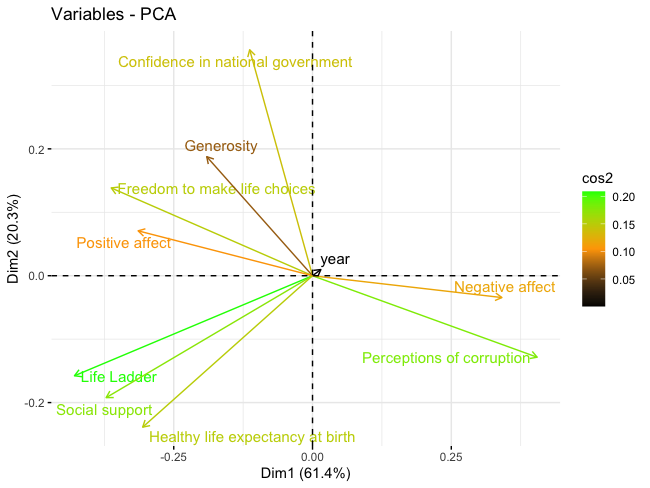 Variables - PCA
Confidence in national government
Generosity
Freedom to make life choices
Positive affect
year
Negative affect
Perceptions of corruption
Life Ladder
Social support
Healthy life expectancy at birth
0.2
0.0
-0.2
Dim2 (20.3%)
-0.25
0.00
0.25
Dim1 (61.4%)
cos2
0.20
0.15
0.10
0.05